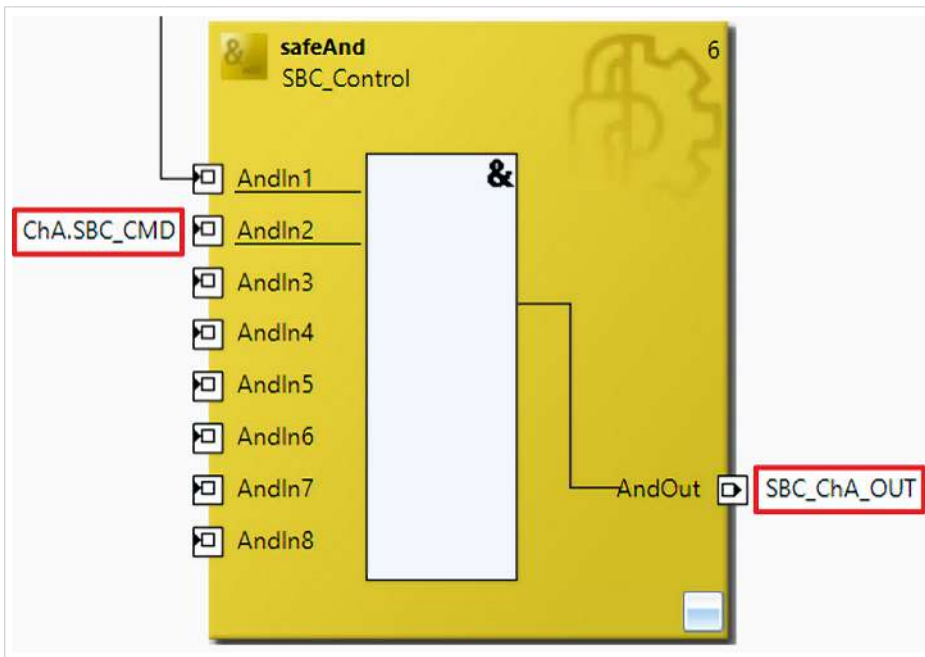 safeAnd
6
SBC_Control
&
&
AndIn1
ChA.SBC_CMD
AndIn2
AndIn3
AndIn4
AndIn5
AndIn6
AndIn7
AndOut
SBC_ChA_OUT
AndIn8